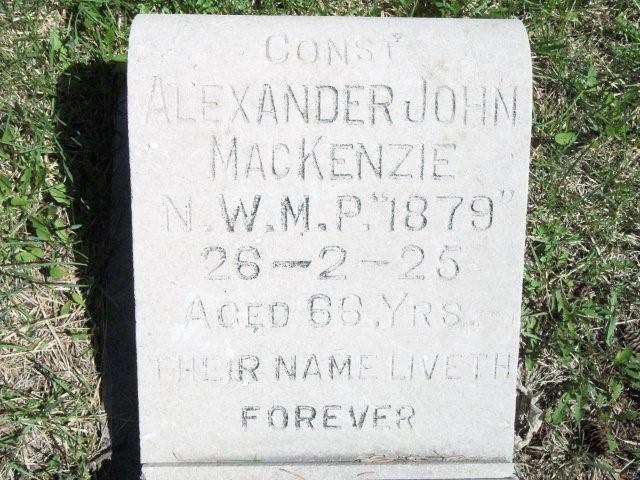 CONST
ALEXANDER JOHN
MACKENZIE
N.W.M.P. "1879"
26-2-25
AGED 66.YRS.
THEIR NAME LIVETH
FOREVER